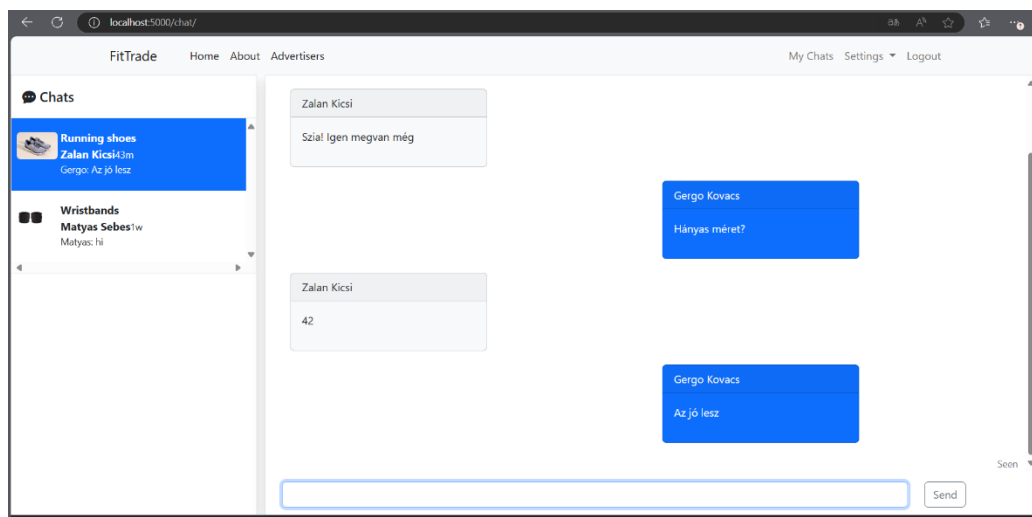 localhost:5000/chat/
FitTrade Home About Advertisers My Chats Settings Logout
Chats
Running shoes
Zalan Kicsi43m
Gergo: Az jó lesz
Wristbands
Matyas Sebes1w
Matyas: hi
Zalan Kicsi
Szia! Igen megvan még
Gergo Kovacs
Hányas méret?
Zalan Kicsi
42
Gergo Kovacs
Az jó lesz
Seen
Send